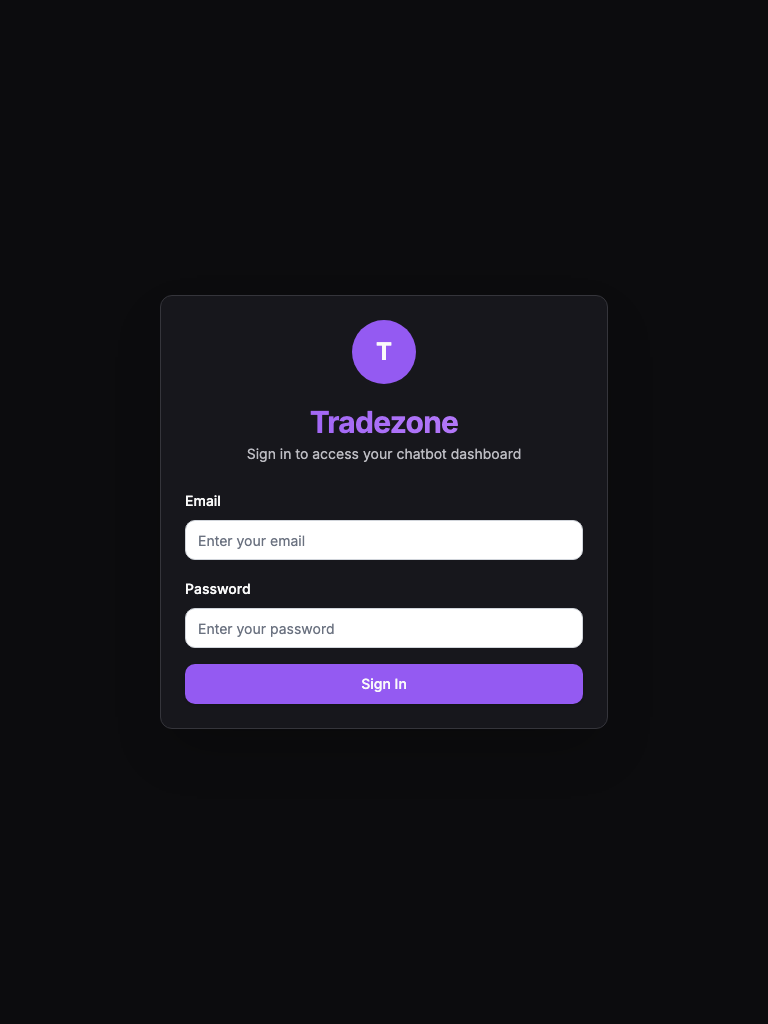 T
Tradezone
Sign in to access your chatbot dashboard
Email
Enter your email
Password
Enter your password
Sign In